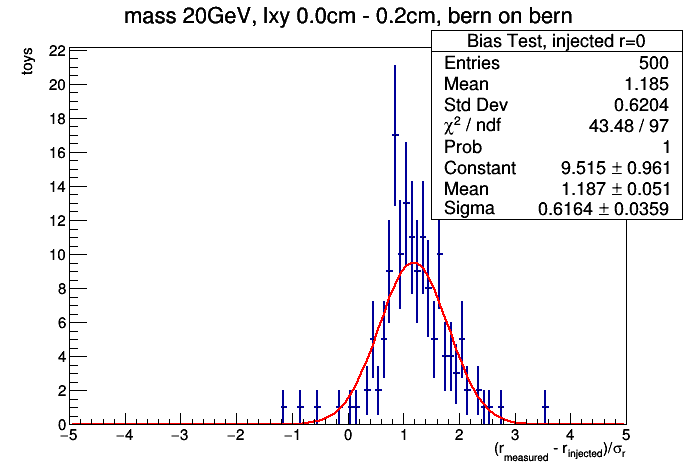 mass 20GeV, lxy 0.0cm - 0.2cm, bern on bern
Bias Test, injected r=0
Entries 500
Mean 1.185
Std Dev 0.6204
χ² / ndf 43.48 / 97
Prob 1
Constant 9.515 ± 0.961
Mean 1.187 ± 0.051
Sigma 0.6164 ± 0.0359
toys
22
20
18
16
14
12
10
8
6
4
2
0
−5 −4 −3 −2 −1 0 1 2 3 4 5
(r_measured - r_injected)/σ_r